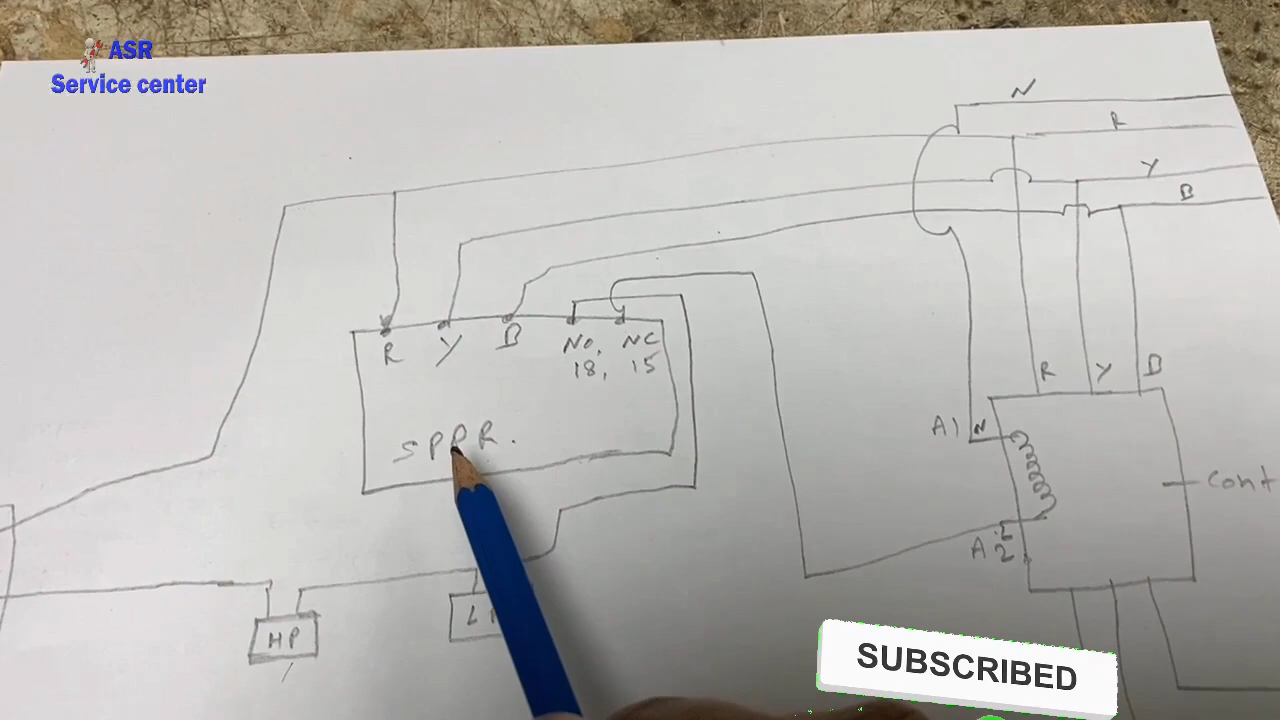 ASR
Service center
N
R
Y
B
R Y B NO, NC
18, 15
SPPR.
R Y B
A1 N
A2
Cont
HP
L
SUBSCRIBED